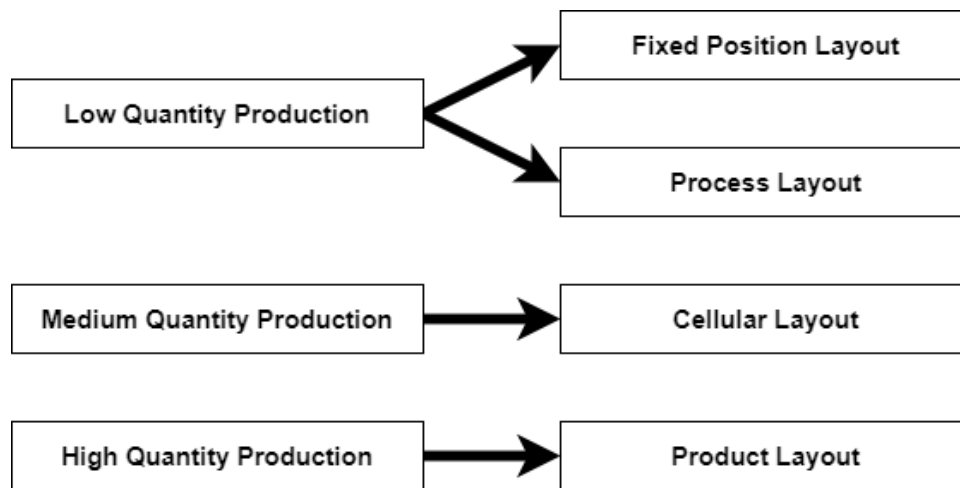 Fixed Position Layout
Low Quantity Production
Process Layout
Medium Quantity Production
Cellular Layout
High Quantity Production
Product Layout